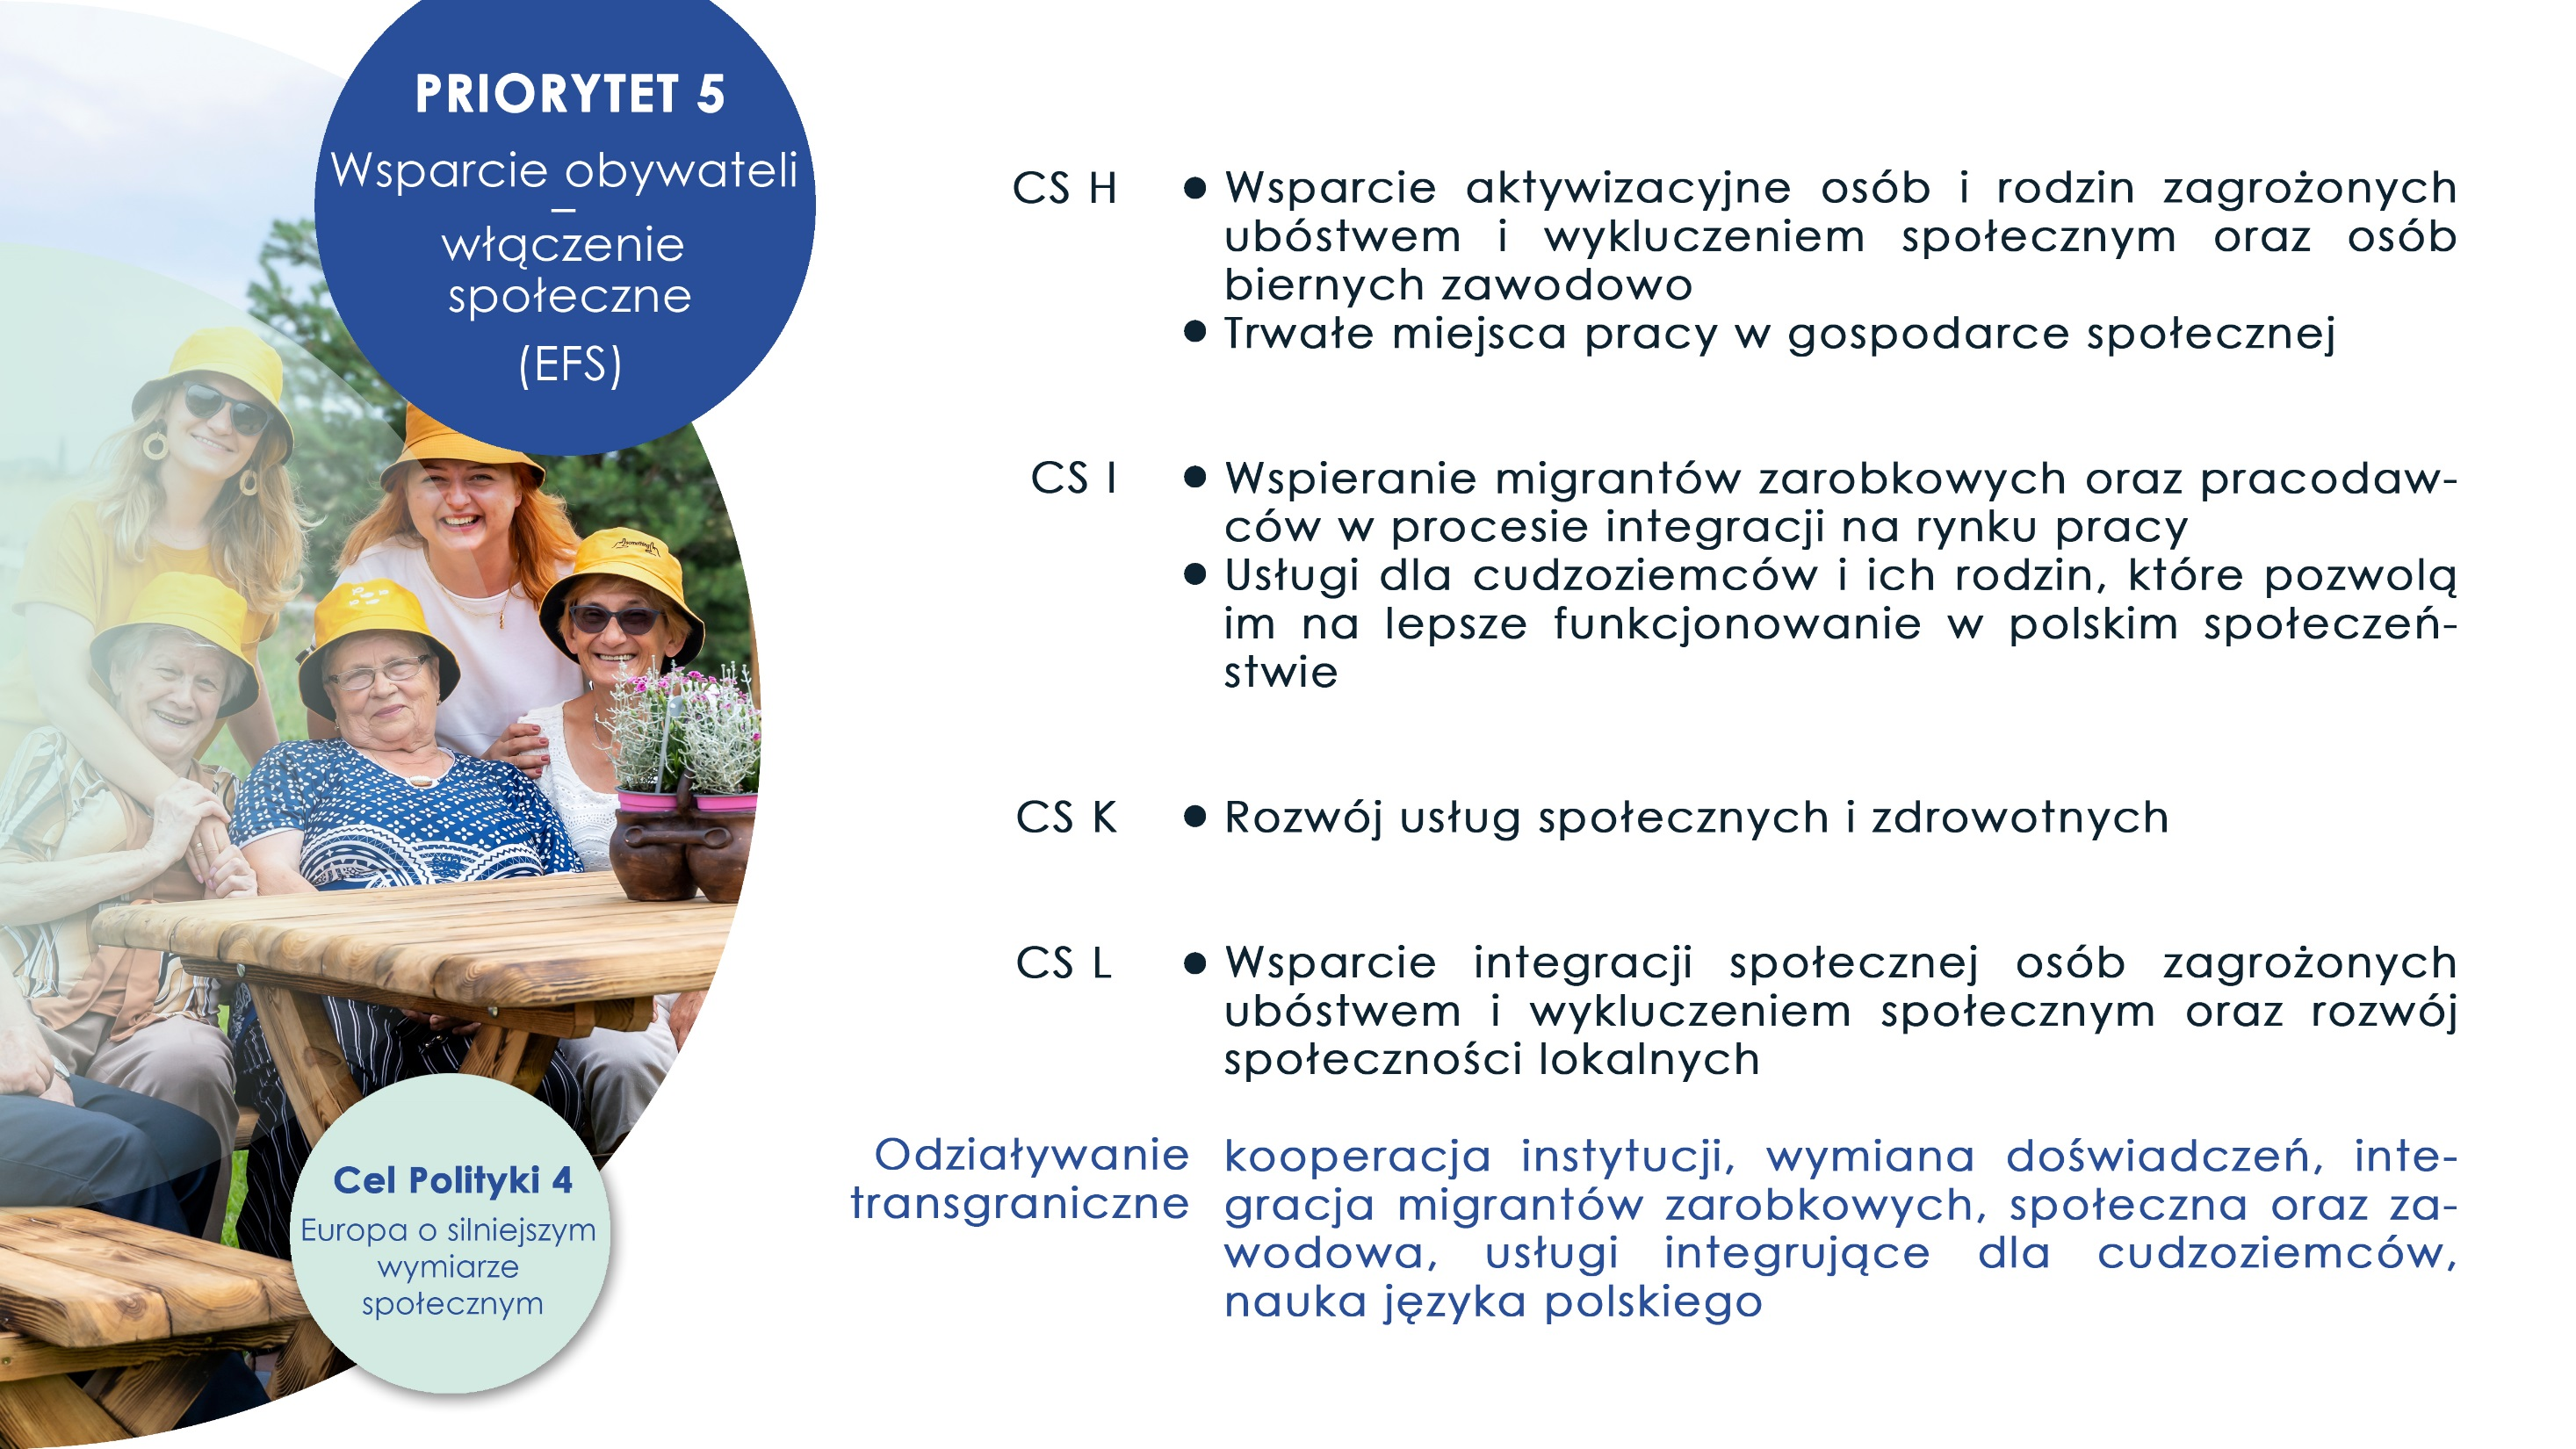 PRIORYTET 5
Wsparcie obywateli
–
włączenie
społeczne
(EFS)
CS H
● Wsparcie aktywizacyjne osób i rodzin zagrożonych
ubóstwem i wykluczeniem społecznym oraz osób
biernych zawodowo
● Trwałe miejsca pracy w gospodarce społecznej
CS I
● Wspieranie migrantów zarobkowych oraz pracodaw-
ców w procesie integracji na rynku pracy
● Usługi dla cudzoziemców i ich rodzin, które pozwolą
im na lepsze funkcjonowanie w polskim społeczeń-
stwie
CS K
● Rozwój usług społecznych i zdrowotnych
CS L
● Wsparcie integracji społecznej osób zagrożonych
ubóstwem i wykluczeniem społecznym oraz rozwój
społeczności lokalnych
Odziaływanie
transgraniczne
kooperacja instytucji, wymiana doświadczeń, inte-
gracja migrantów zarobkowych, społeczna oraz za-
wodowa, usługi integrujące dla cudzoziemców,
nauka języka polskiego
Cel Polityki 4
Europa o silniejszym
wymiarze
społecznym